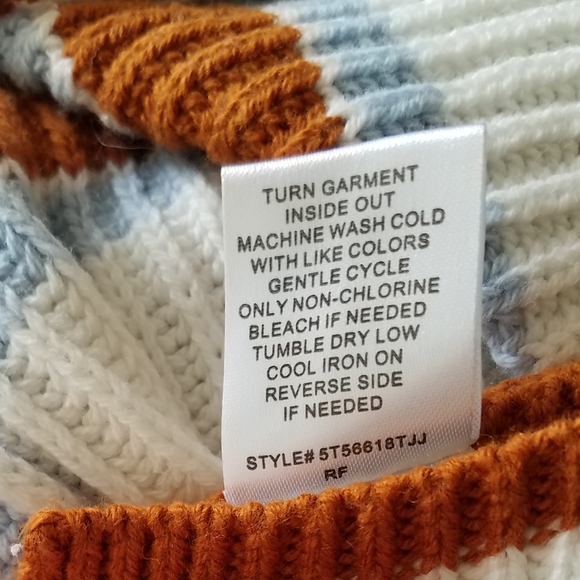 TURN GARMENT
INSIDE OUT
MACHINE WASH COLD
WITH LIKE COLORS
GENTLE CYCLE
ONLY NON-CHLORINE
BLEACH IF NEEDED
TUMBLE DRY LOW
COOL IRON ON
REVERSE SIDE
IF NEEDED
STYLE# 5T56618TJJ
RF